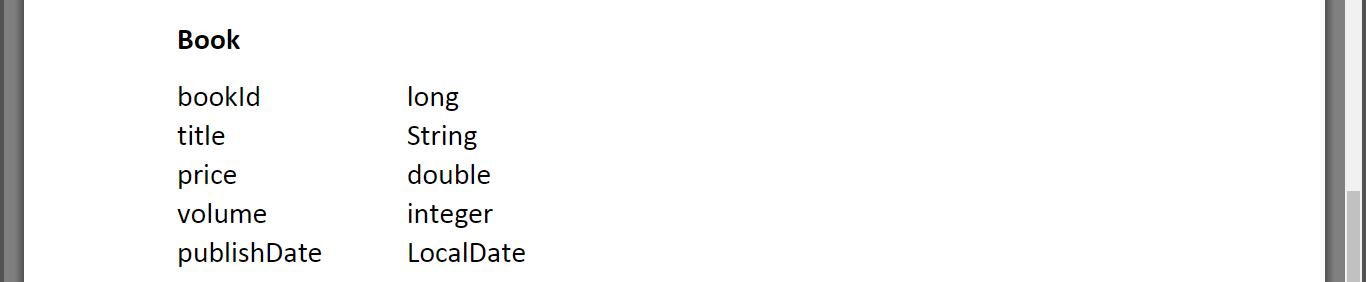 Book
bookId long
title String
price double
volume integer
publishDate LocalDate